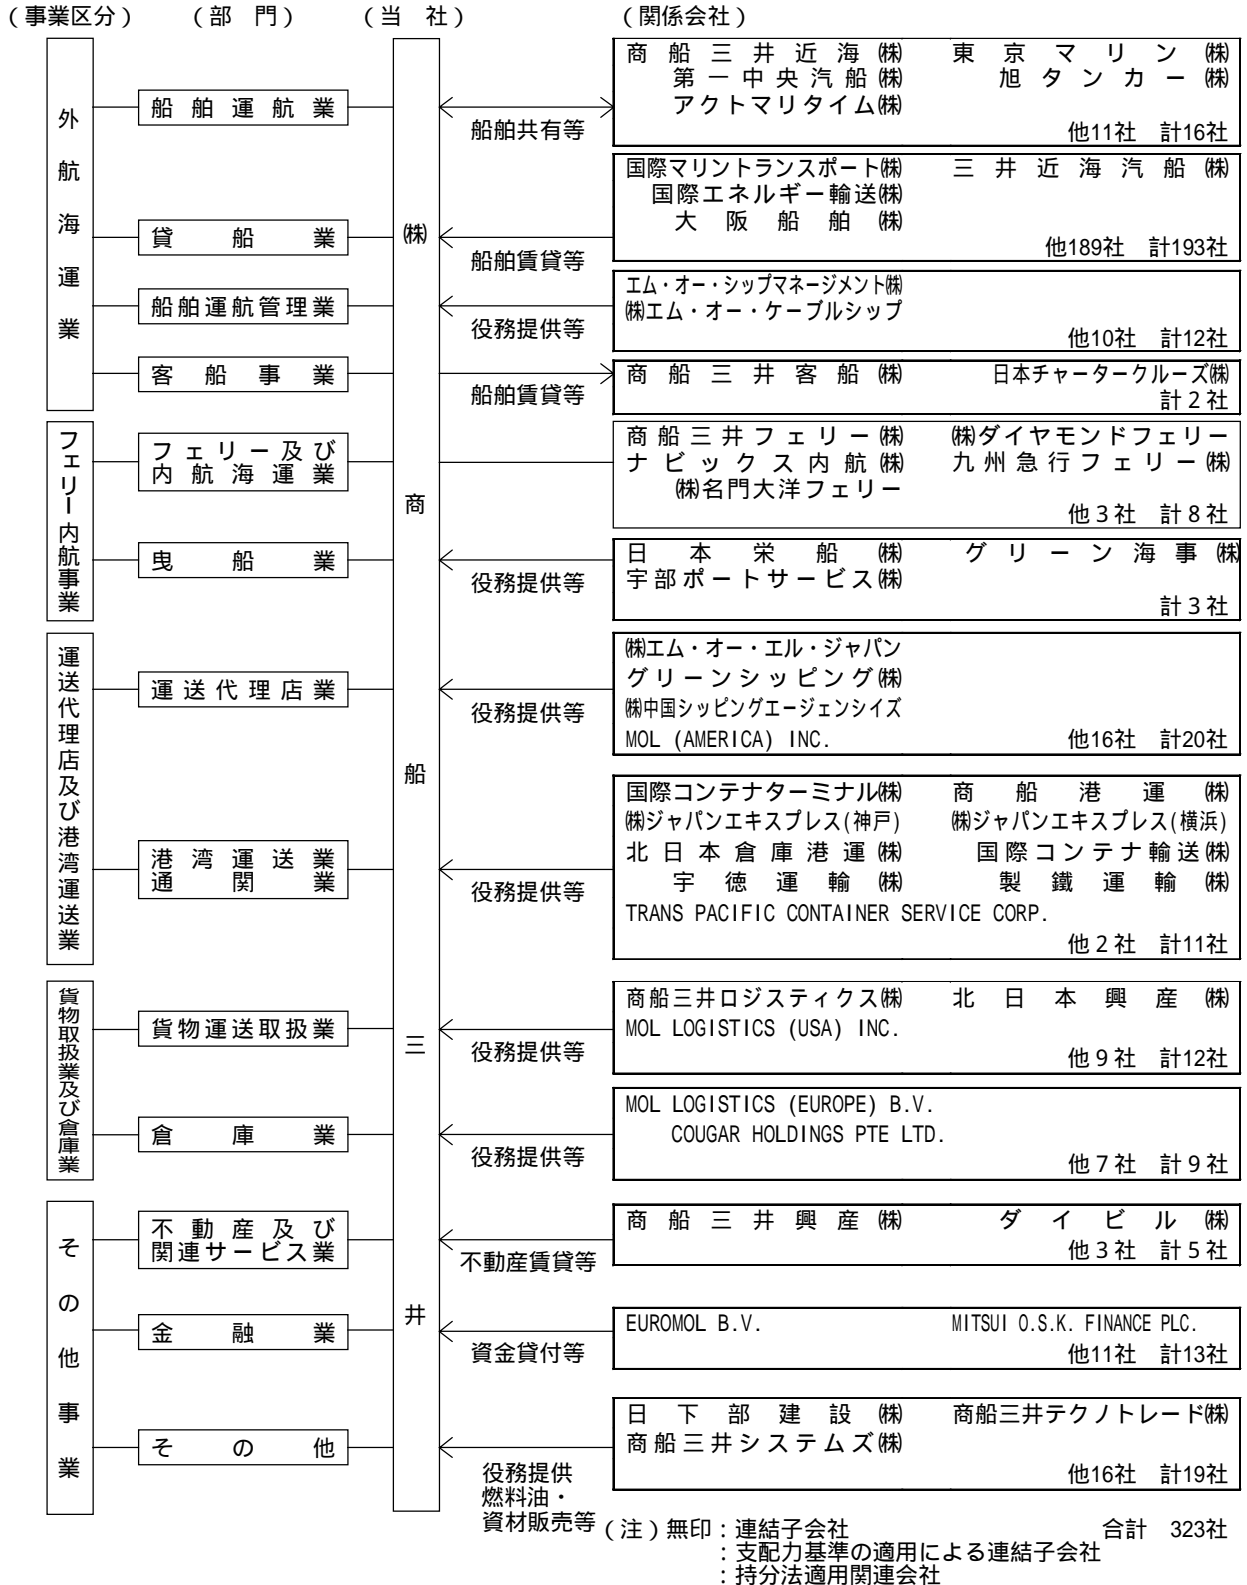 （事業区分） （部　門） （当　社） （関係会社）
外航海運業
船舶運航業
船舶共有等
商船三井近海㈱ 東京マリン㈱
第一中央汽船㈱ 旭タンカー㈱
アクトマリタイム㈱
他11社 計16社
貸船業
船舶賃貸等
国際マリントランスポート㈱ 三井近海汽船㈱
国際エネルギー輸送㈱
大阪船舶㈱
他189社 計193社
船舶運航管理業
役務提供等
エム・オー・シップマネージメント㈱
㈱エム・オー・ケーブルシップ
他10社 計12社
客船事業
船舶賃貸等
商船三井客船㈱ 日本チャータークルーズ㈱
計２社
フェリー内航事業
フェリー及び
内航海運業
商船三井フェリー㈱ ㈱ダイヤモンドフェリー
ナビックス内航㈱ 九州急行フェリー㈱
㈱名門大洋フェリー
他３社 計８社
曳船業
役務提供等
日本栄船㈱ グリーン海事㈱
宇部ポートサービス㈱
計３社
運送代理店及び港湾運送業
運送代理店業
役務提供等
㈱エム・オー・エル・ジャパン
グリーンシッピング㈱
㈱中国シッピングエージェンシイズ
MOL (AMERICA) INC. 他16社 計20社
港湾運送業
通関業
役務提供等
国際コンテナターミナル㈱ 商船港運㈱
㈱ジャパンエキスプレス(神戸) ㈱ジャパンエキスプレス(横浜)
北日本倉庫港運㈱ 国際コンテナ輸送㈱
宇徳運輸㈱ 製鐵運輸㈱
TRANS PACIFIC CONTAINER SERVICE CORP.
他２社 計11社
貨物取扱業及び倉庫業
貨物運送取扱業
役務提供等
商船三井ロジスティクス㈱ 北日本興産㈱
MOL LOGISTICS (USA) INC.
他９社 計12社
倉庫業
役務提供等
MOL LOGISTICS (EUROPE) B.V.
COUGAR HOLDINGS PTE LTD.
他７社 計９社
その他事業
不動産及び
関連サービス業
不動産賃貸等
商船三井興産㈱ ダイビル㈱
他３社 計５社
金融業
資金貸付等
EUROMOL B.V. MITSUI O.S.K. FINANCE PLC.
他11社 計13社
その他
役務提供
燃料油・
資材販売等
日下部建設㈱ 商船三井テクノトレード㈱
商船三井システムズ㈱
他16社 計19社
㈱商船三井
（注）無印：連結子会社 合計 323社
：支配力基準の適用による連結子会社
：持分法適用関連会社